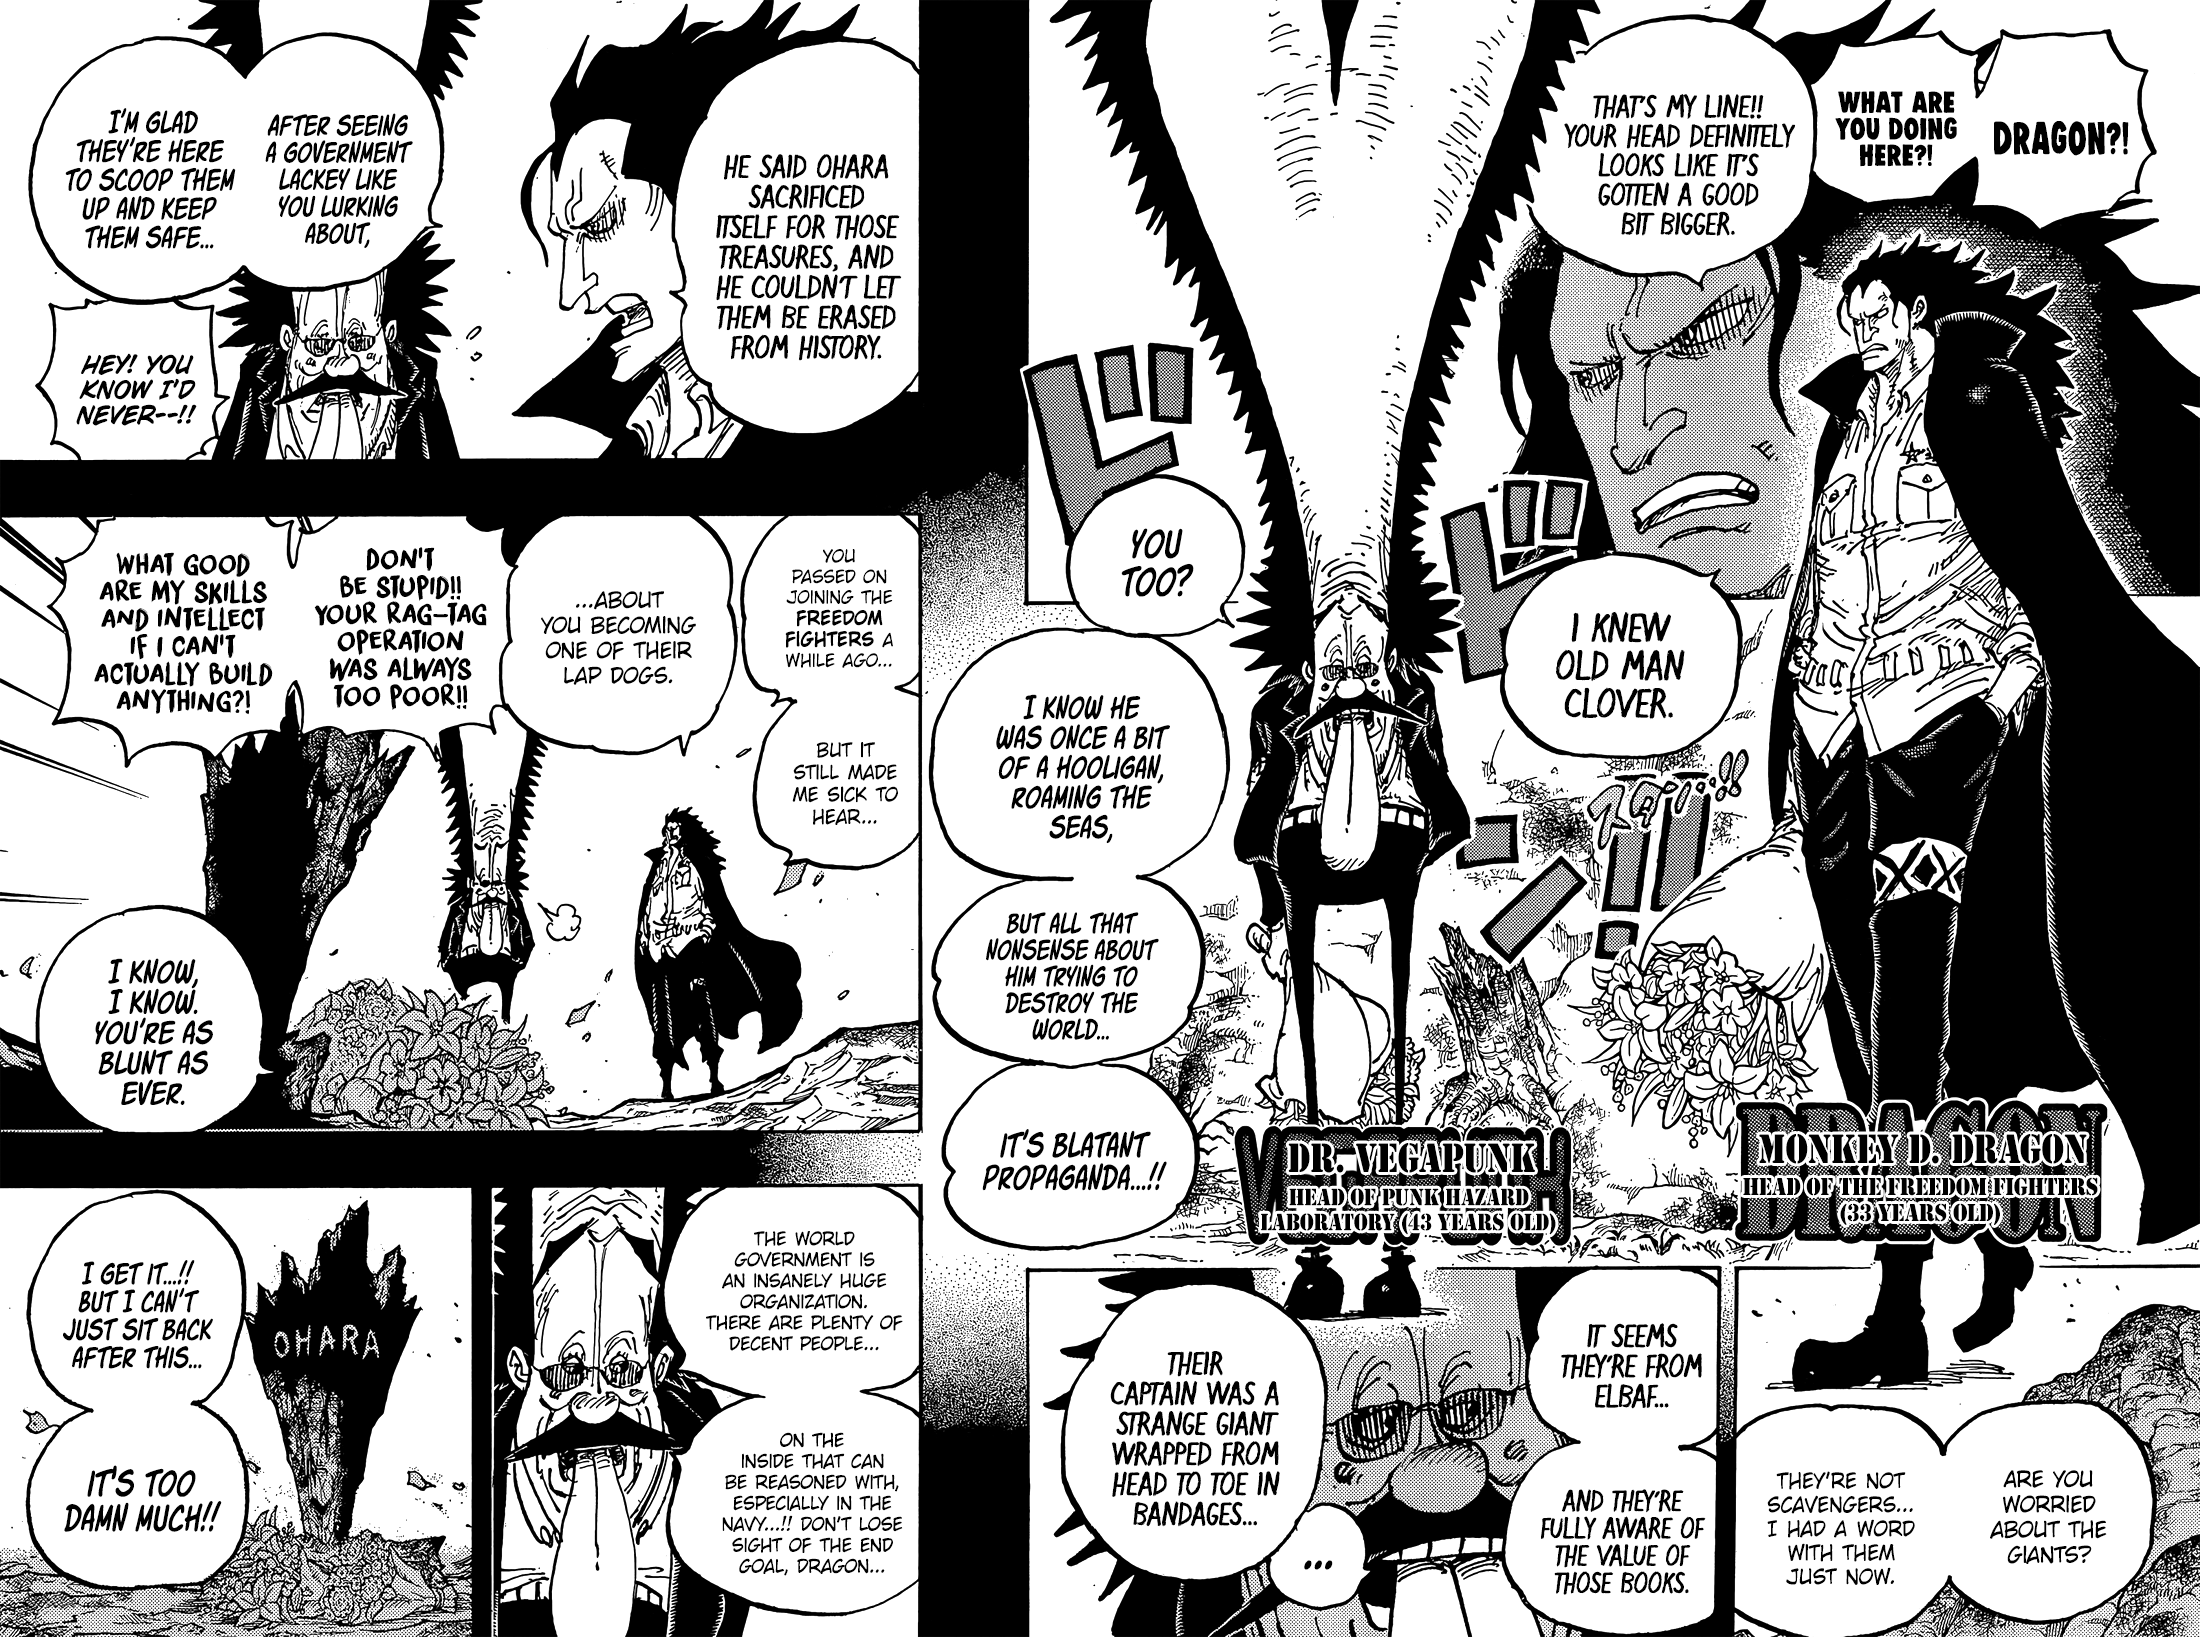 DRAGON?!
WHAT ARE
YOU DOING
HERE?!
THAT'S MY LINE!!
YOUR HEAD DEFINITELY
LOOKS LIKE IT'S
GOTTEN A GOOD
BIT BIGGER.
ド
ド
ド
I KNEW
OLD MAN
CLOVER.
YOU
TOO?
I KNOW HE
WAS ONCE A BIT
OF A HOOLIGAN,
ROAMING THE
SEAS,
BUT ALL THAT
NONSENSE ABOUT
HIM TRYING TO
DESTROY THE
WORLD...
IT'S BLATANT
PROPAGANDA...!!
DRAGON
MONKEY D. DRAGON
HEAD OF THE FREEDOM FIGHTERS
(33 YEARS OLD)
VEGAPUNK
DR. VEGAPUNK
HEAD OF PUNK HAZARD
LABORATORY (43 YEARS OLD)
ARE YOU
WORRIED
ABOUT THE
GIANTS?
THEY'RE NOT
SCAVENGERS...
I HAD A WORD
WITH THEM
JUST NOW.
IT SEEMS
THEY'RE FROM
ELBAF...
AND THEY'RE
FULLY AWARE OF
THE VALUE OF
THOSE BOOKS.
THEIR
CAPTAIN WAS A
STRANGE GIANT
WRAPPED FROM
HEAD TO TOE IN
BANDAGES...
...
HE SAID OHARA
SACRIFICED
ITSELF FOR THOSE
TREASURES, AND
HE COULDN'T LET
THEM BE ERASED
FROM HISTORY.
AFTER SEEING
A GOVERNMENT
LACKEY LIKE
YOU LURKING
ABOUT,
I'M GLAD
THEY'RE HERE
TO SCOOP THEM
UP AND KEEP
THEM SAFE...
HEY! YOU
KNOW I'D
NEVER--!!
YOU
PASSED ON
JOINING THE
FREEDOM
FIGHTERS A
WHILE AGO...
BUT IT
STILL MADE
ME SICK TO
HEAR...
...ABOUT
YOU BECOMING
ONE OF THEIR
LAP DOGS.
DON'T
BE STUPID!!
YOUR RAG-TAG
OPERATION
WAS ALWAYS
TOO POOR!!
WHAT GOOD
ARE MY SKILLS
AND INTELLECT
IF I CAN'T
ACTUALLY BUILD
ANYTHING?!
I KNOW,
I KNOW.
YOU'RE AS
BLUNT AS
EVER.
THE WORLD
GOVERNMENT IS
AN INSANELY HUGE
ORGANIZATION.
THERE ARE PLENTY OF
DECENT PEOPLE...
ON THE
INSIDE THAT CAN
BE REASONED WITH,
ESPECIALLY IN THE
NAVY...!! DON'T LOSE
SIGHT OF THE END
GOAL, DRAGON...
I GET IT...!!
BUT I CAN'T
JUST SIT BACK
AFTER THIS...
OHARA
IT'S TOO
DAMN MUCH!!